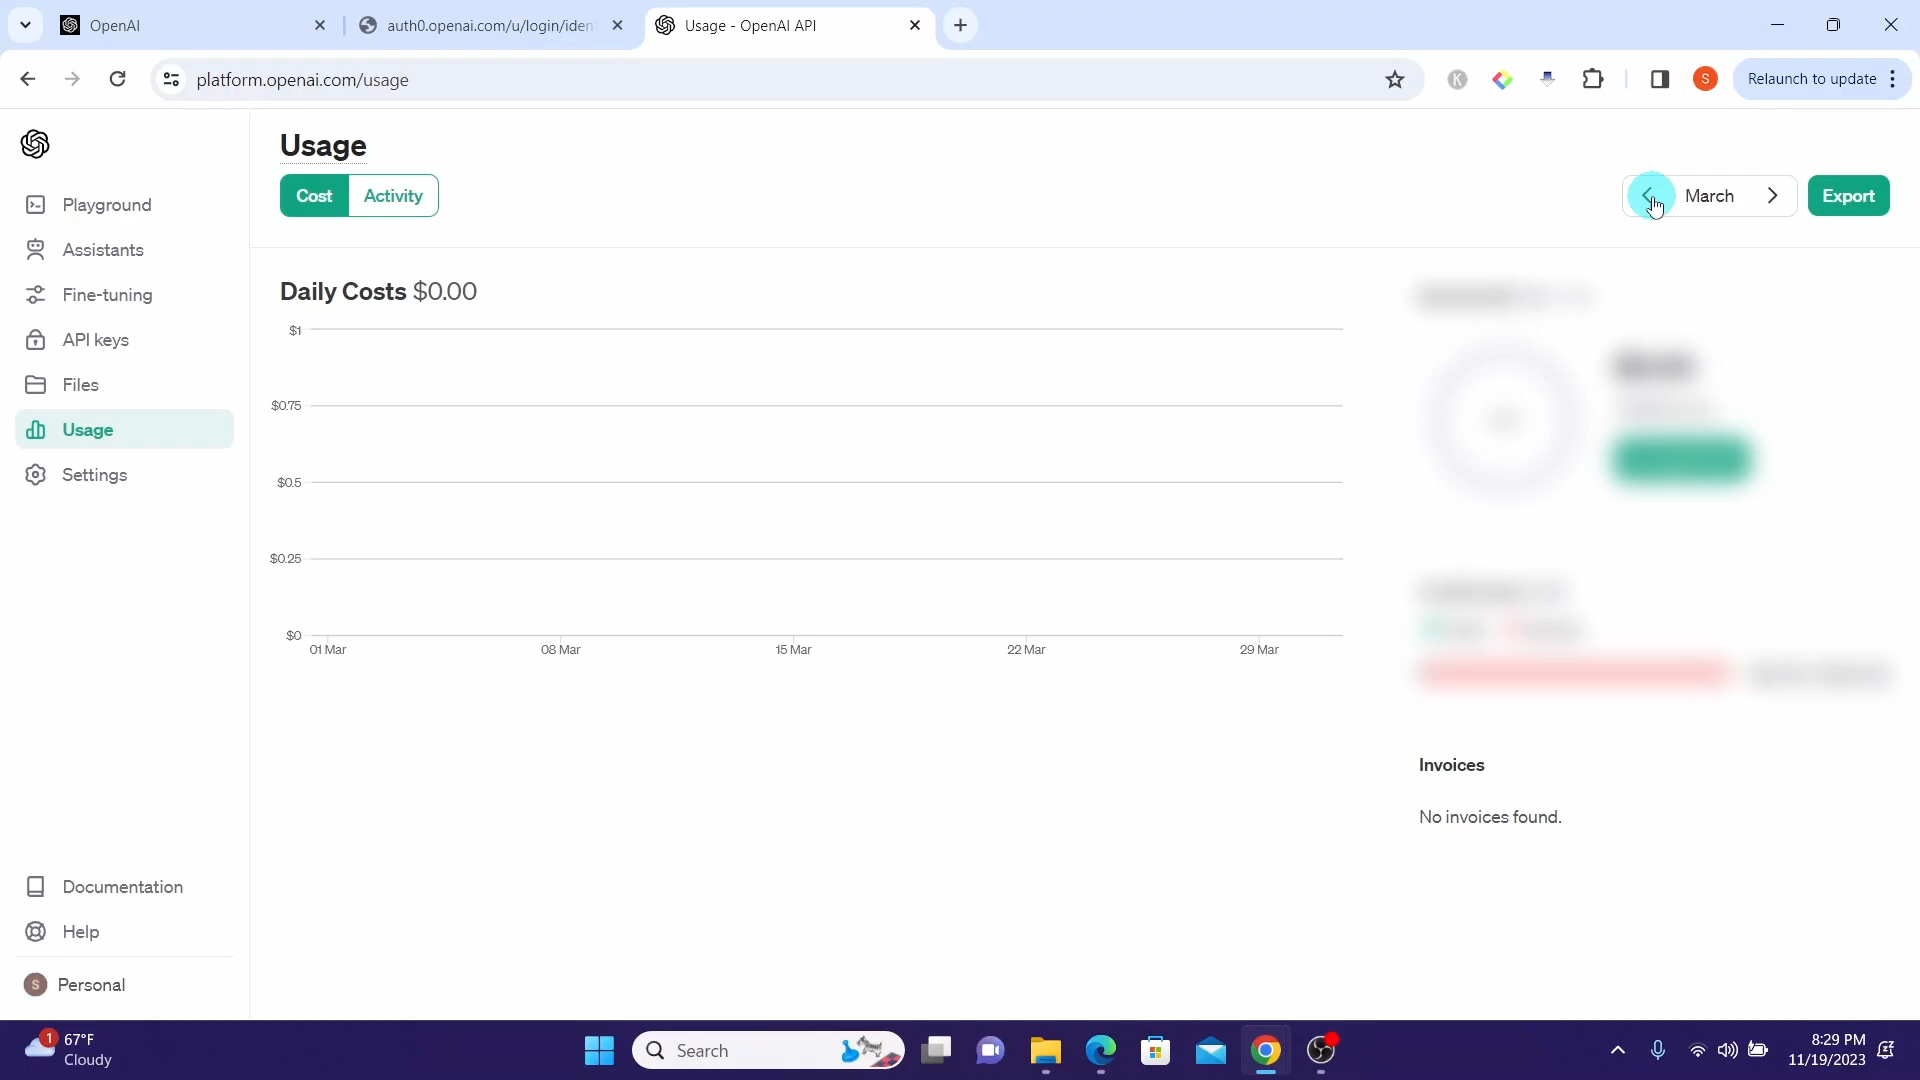 OpenAI
auth0.openai.com/u/login/iden
Usage - OpenAI API
platform.openai.com/usage
K
S
Relaunch to update
Usage
Cost
Activity
March
Export
Playground
Assistants
Fine-tuning
API keys
Files
Usage
Settings
Daily Costs $0.00
$1
$0.75
$0.5
$0.25
$0
01 Mar
08 Mar
15 Mar
22 Mar
29 Mar
Invoices
No invoices found.
Documentation
Help
S
Personal
1
67°F
Cloudy
Search
8:29 PM
11/19/2023